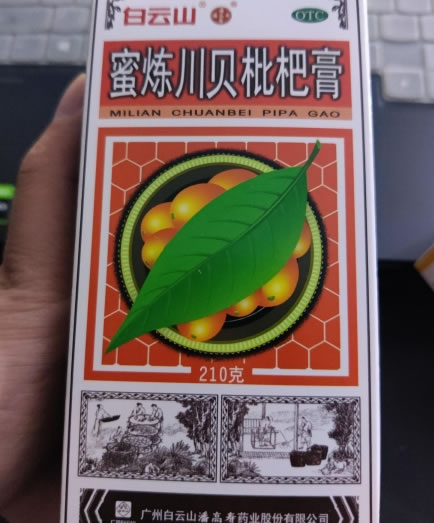 白云山 OTC
蜜炼川贝枇杷膏
MILIAN CHUANBEI PIPA GAO
210克
广州白云山潘高寿药业股份有限公司